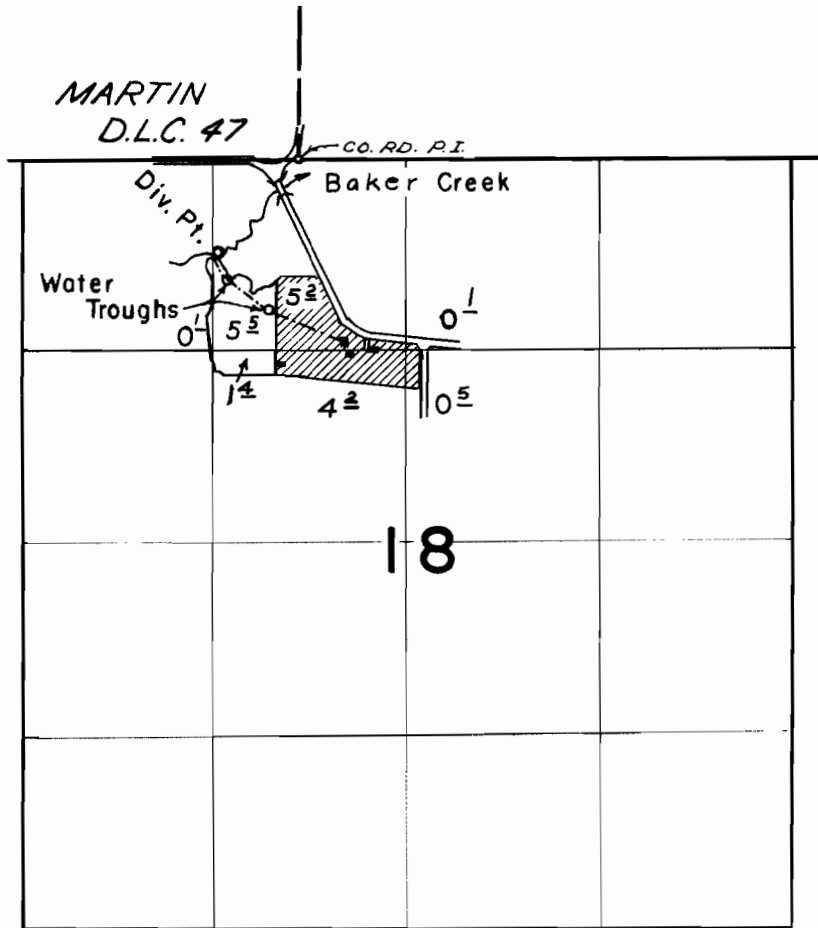 MARTIN
D.L.C. 47
CO. RD. P.I.
Baker Creek
Div. Pt.
Water
Troughs
5 2
0 1
0 1
5 5
1 4
4 2
0 5
18